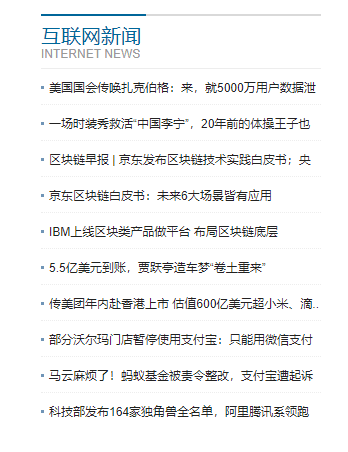 互联网新闻
INTERNET NEWS
美国国会传唤扎克伯格：来，就5000万用户数据泄
一场时装秀救活“中国李宁”，20年前的体操王子也
区块链早报 | 京东发布区块链技术实践白皮书；央
京东区块链白皮书：未来6大场景皆有应用
IBM上线区块类产品做平台 布局区块链底层
5.5亿美元到账，贾跃亭造车梦“卷土重来”
传美团年内赴香港上市 估值600亿美元超小米、滴..
部分沃尔玛门店暂停使用支付宝：只能用微信支付
马云麻烦了！蚂蚁基金被责令整改，支付宝遭起诉
科技部发布164家独角兽全名单，阿里腾讯系领跑